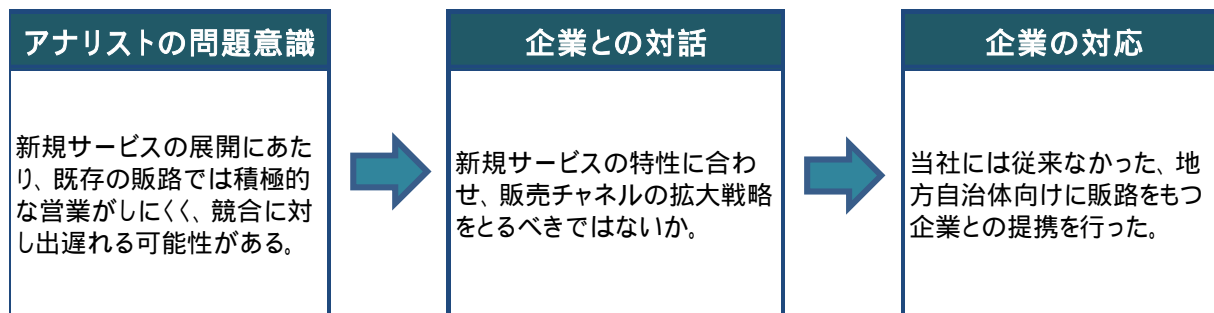 アナリストの問題意識
新規サービスの展開にあた
り、既存の販路では積極的
な営業がしにくく、競合に対
し出遅れる可能性がある。
企業との対話
新規サービスの特性に合わ
せ、販売チャネルの拡大戦略
をとるべきではないか。
企業の対応
当社には従来なかった、地
方自治体向けに販路をもつ
企業との提携を行った。